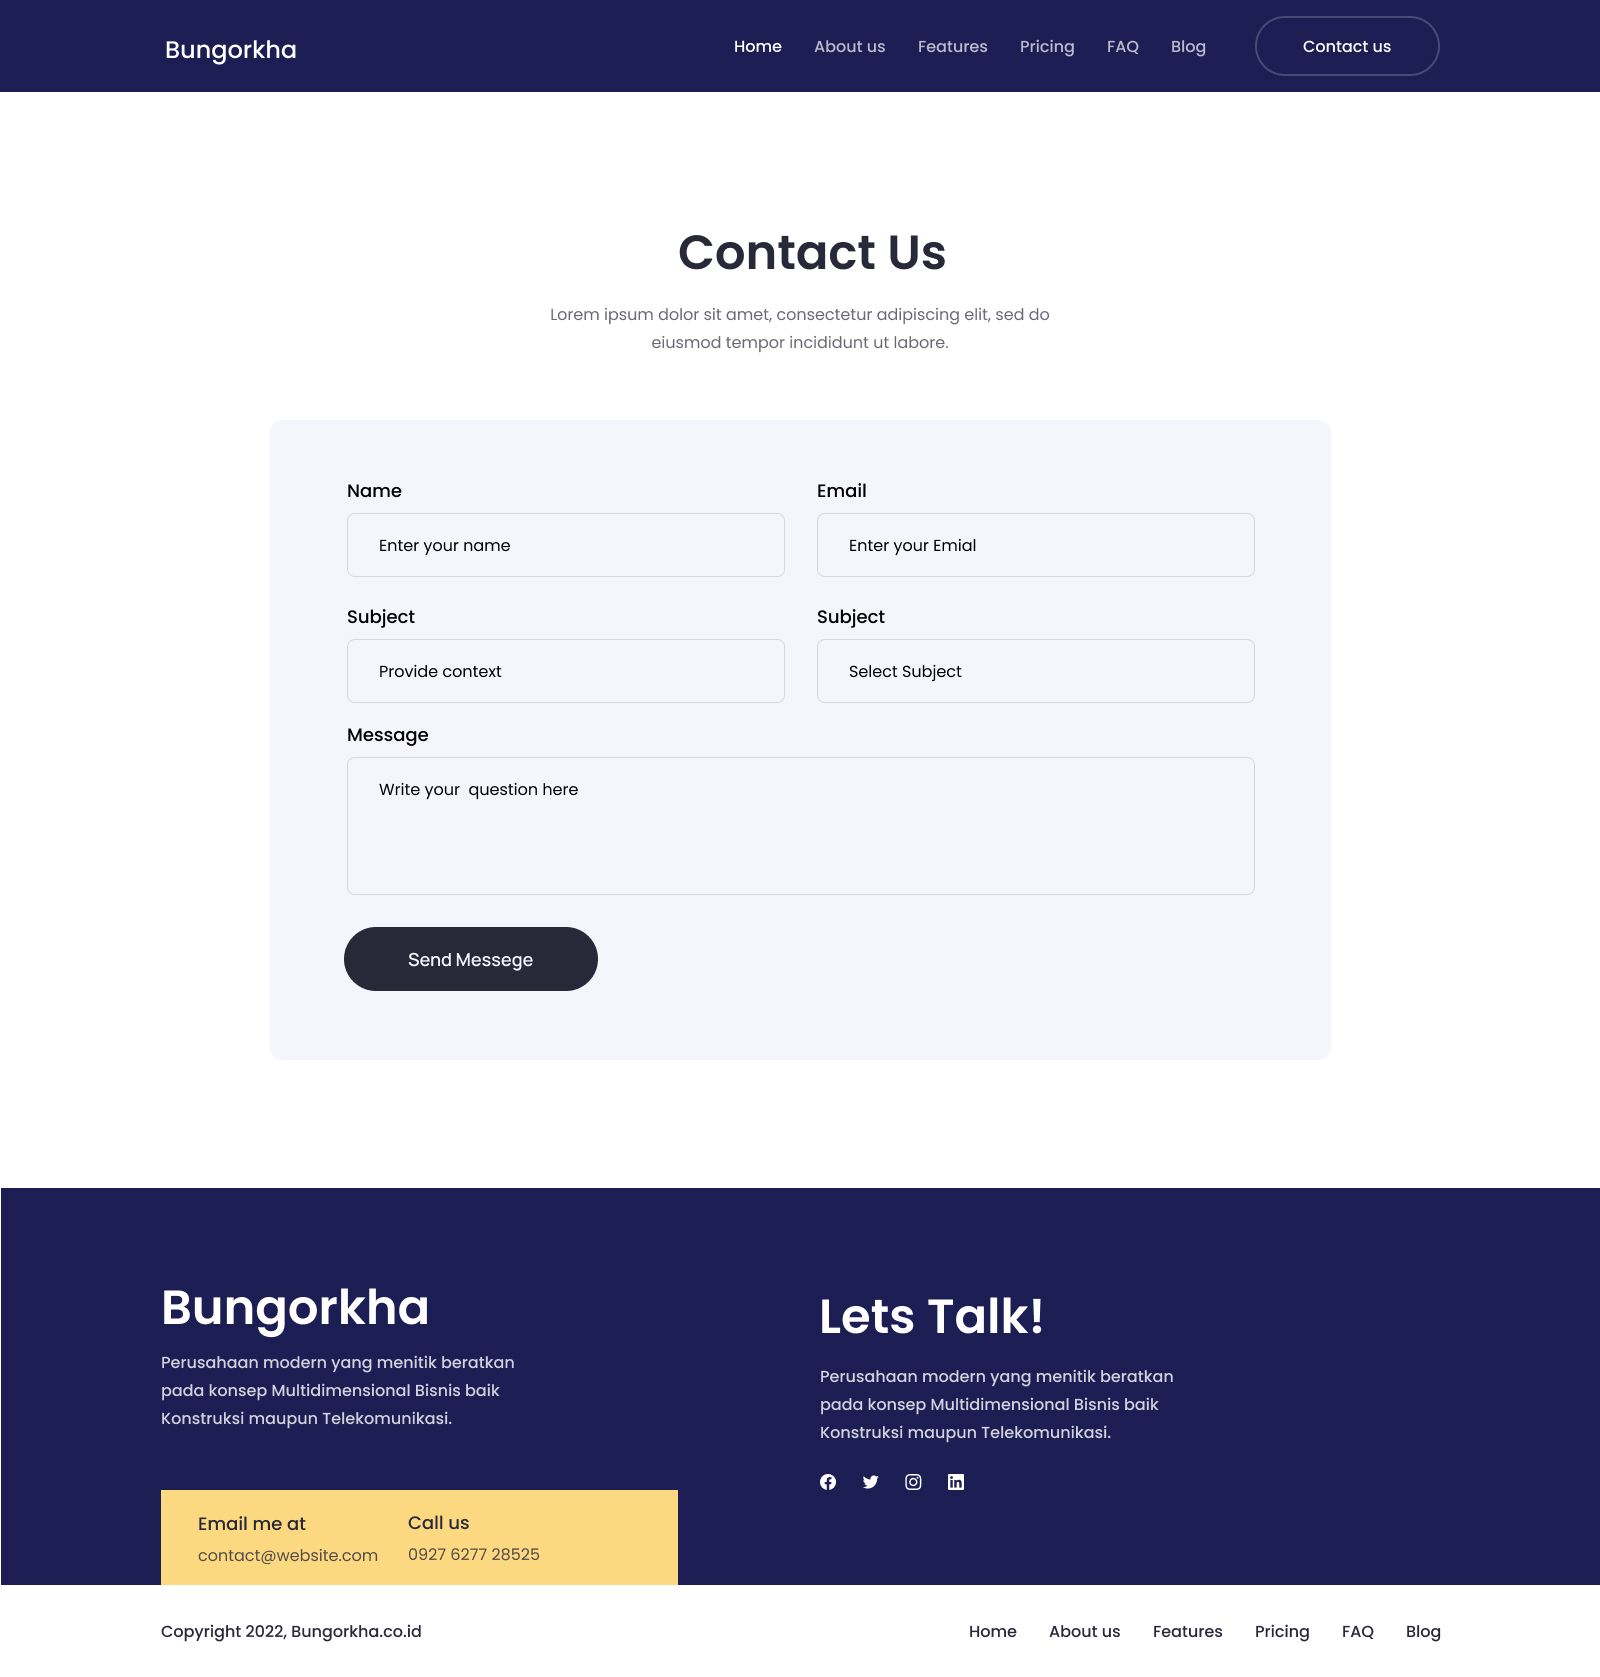 Bungorkha
Home About us Features Pricing FAQ Blog Contact us
Contact Us
Lorem ipsum dolor sit amet, consectetur adipiscing elit, sed do
eiusmod tempor incididunt ut labore.
Name
Enter your name
Email
Enter your Emial
Subject
Provide context
Subject
Select Subject
Message
Write your  question here
Send Messege
Bungorkha
Perusahaan modern yang menitik beratkan
pada konsep Multidimensional Bisnis baik
Konstruksi maupun Telekomunikasi.
Email me at
contact@website.com
Call us
0927 6277 28525
Lets Talk!
Perusahaan modern yang menitik beratkan
pada konsep Multidimensional Bisnis baik
Konstruksi maupun Telekomunikasi.
Copyright 2022, Bungorkha.co.id
Home About us Features Pricing FAQ Blog